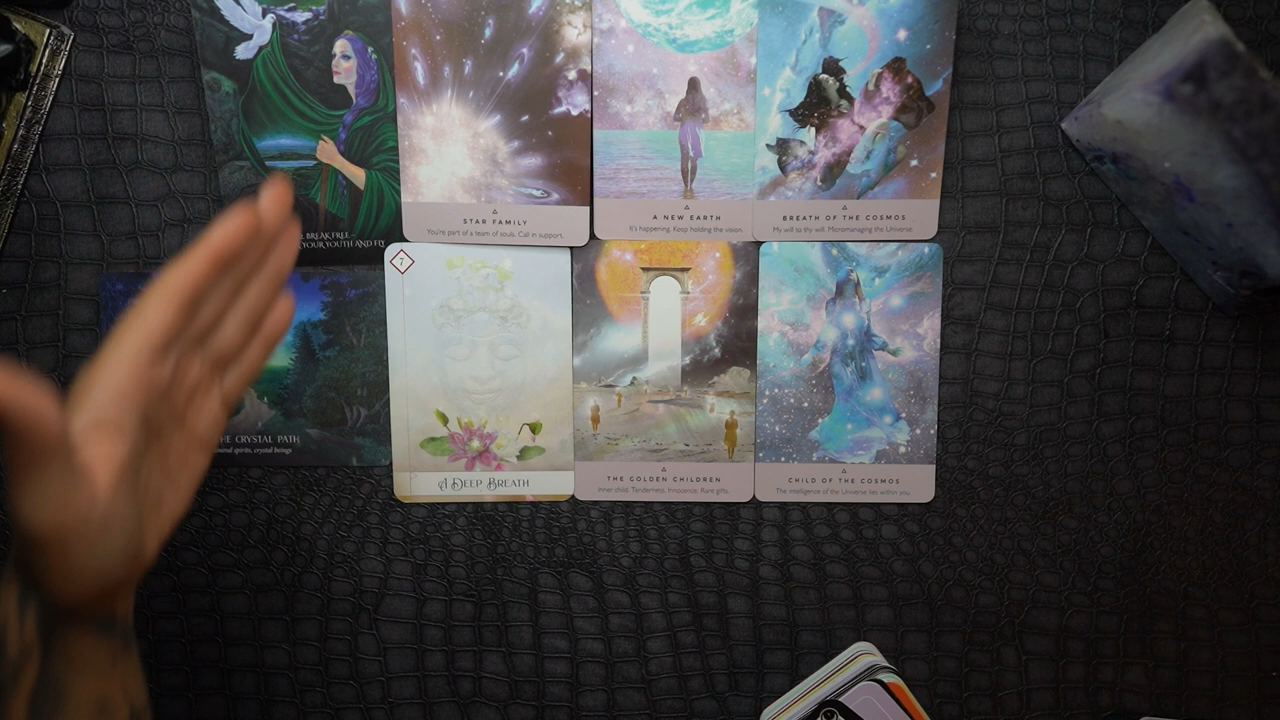 BREAK FREE –
YOUR YOUTH AND FLY
STAR FAMILY
You're part of a team of souls. Call in support.
A NEW EARTH
It's happening. Keep holding the vision.
BREATH OF THE COSMOS
My will to thy will. Micromanaging the Universe.
HE CRYSTAL PATH
animal spirits, crystal beings
7
A DEEP BREATH
THE GOLDEN CHILDREN
Inner child. Tenderness. Innocence. Rare gifts.
CHILD OF THE COSMOS
The intelligence of the Universe lies within you.